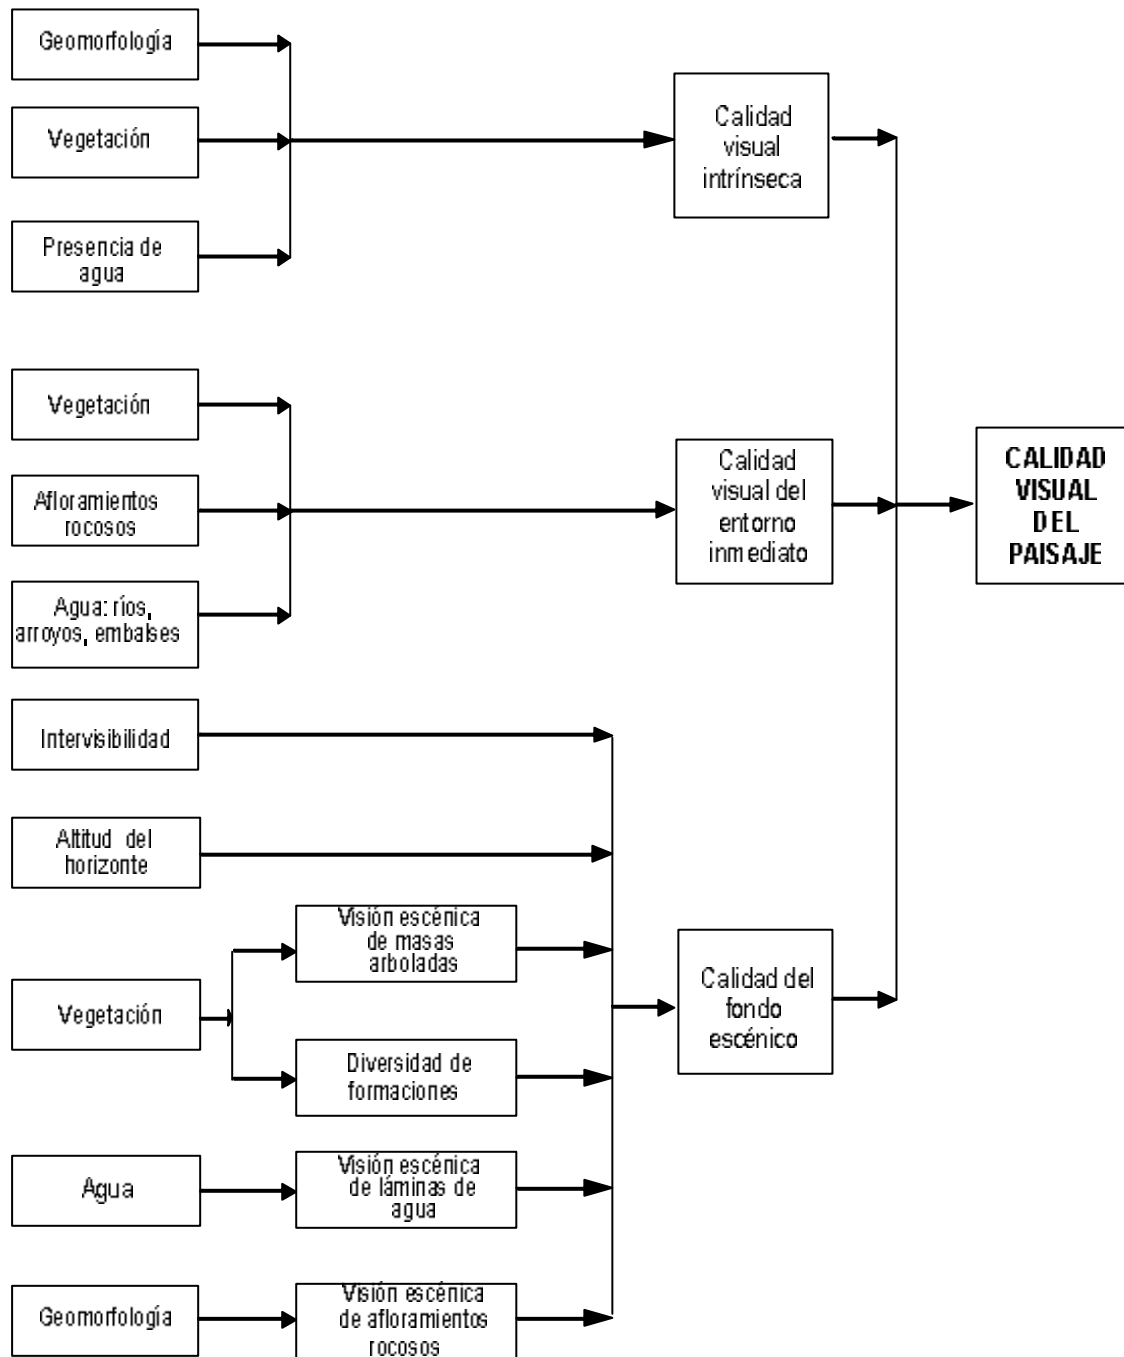 Geomorfología
Vegetación
Presencia de
agua
Calidad
visual
intrínseca
Vegetación
Afloramientos
rocosos
Agua: ríos,
arroyos, embalses
Calidad
visual del
entorno
inmediato
CALIDAD
VISUAL
DEL
PAISAJE
Intervisibilidad
Altitud del
horizonte
Vegetación
Visión escénica
de masas
arboladas
Diversidad de
formaciones
Agua
Visión escénica
de láminas de
agua
Geomorfología
Visión escénica
de afloramientos
rocosos
Calidad del
fondo
escénico